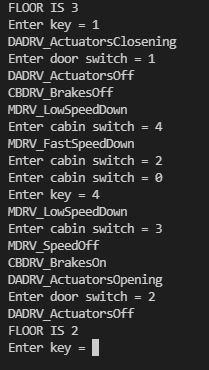 FLOOR IS 3
Enter key = 1
DADRV_ActuatorsClosening
Enter door switch = 1
DADRV_ActuatorsOff
CBDRV_BrakesOff
MDRV_LowSpeedDown
Enter cabin switch = 4
MDRV_FastSpeedDown
Enter cabin switch = 2
Enter cabin switch = 0
Enter key = 4
MDRV_LowSpeedDown
Enter cabin switch = 3
MDRV_SpeedOff
CBDRV_BrakesOn
DADRV_ActuatorsOpening
Enter door switch = 2
DADRV_ActuatorsOff
FLOOR IS 2
Enter key =